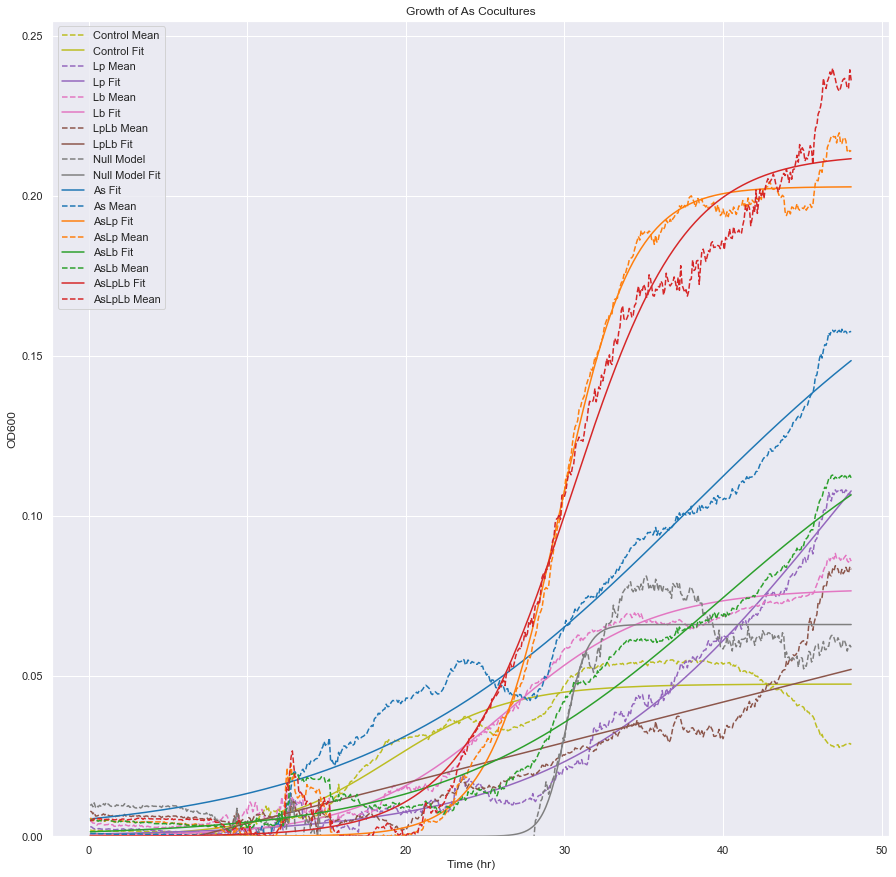 Growth of As Cocultures
Control Mean
Control Fit
Lp Mean
Lp Fit
Lb Mean
Lb Fit
LpLb Mean
LpLb Fit
Null Model
Null Model Fit
As Fit
As Mean
AsLp Fit
AsLp Mean
AsLb Fit
AsLb Mean
AsLpLb Fit
AsLpLb Mean
0.25
0.20
0.15
0.10
0.05
0.00
OD600
0 10 20 30 40 50
Time (hr)